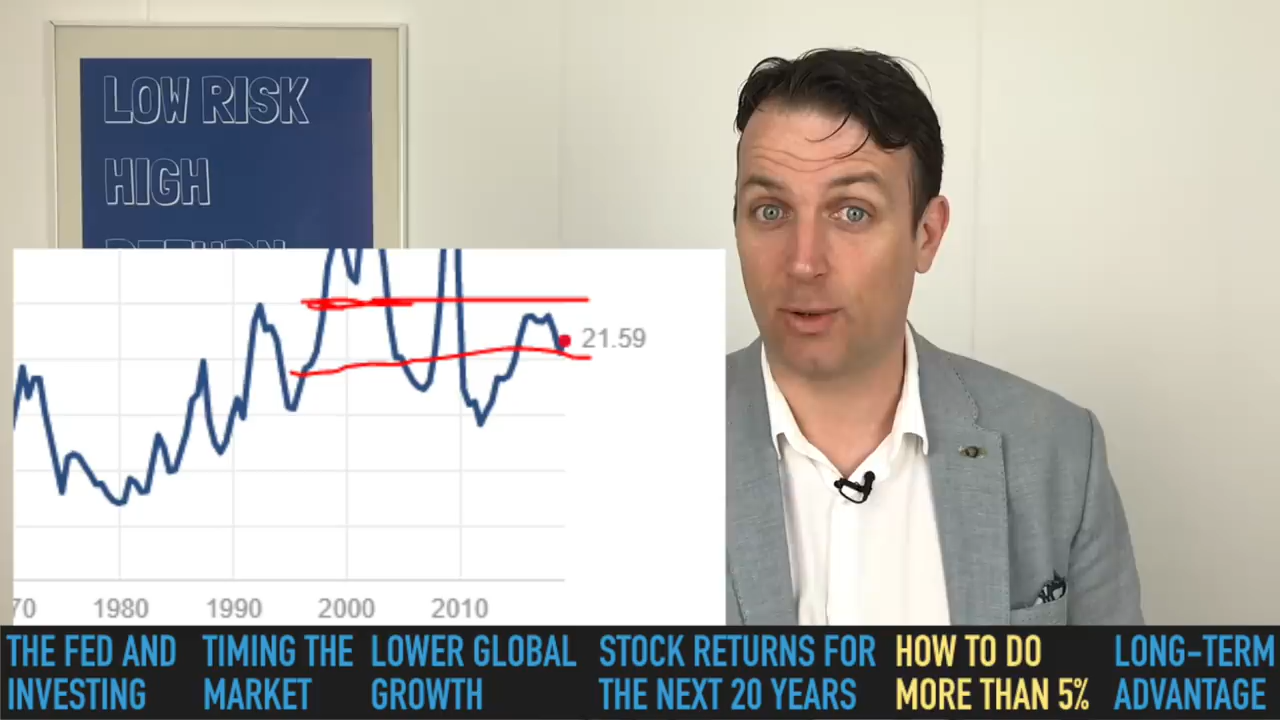 LOW RISK
HIGH
RETURN
21.59
70 1980 1990 2000 2010
THE FED AND
INVESTING
TIMING THE
MARKET
LOWER GLOBAL
GROWTH
STOCK RETURNS FOR
THE NEXT 20 YEARS
HOW TO DO
MORE THAN 5%
LONG-TERM
ADVANTAGE